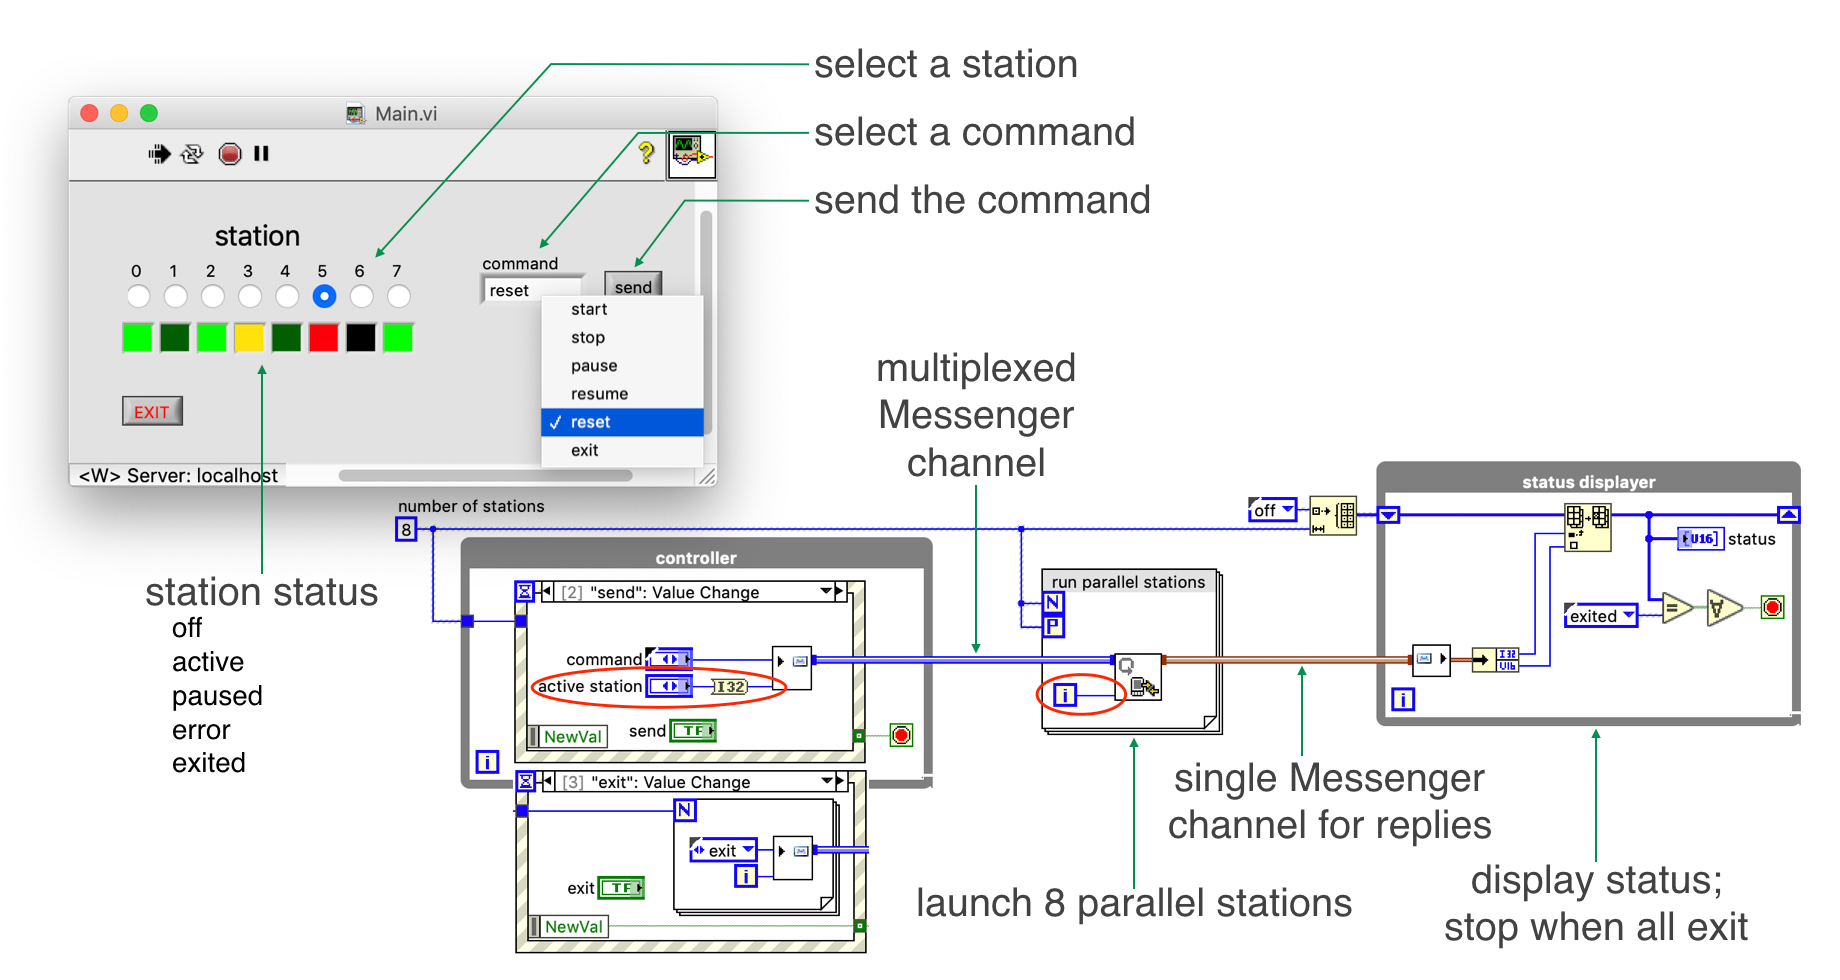 select a station
select a command
send the command
Main.vi
?
station
0 1 2 3 4 5 6 7
command
reset
send
start
stop
pause
resume
✓ reset
exit
EXIT
<W> Server: localhost
station status
off
active
paused
error
exited
multiplexed
Messenger
channel
number of stations
8
controller
[2] "send": Value Change
command
active station
I32
send
TF
NewVal
i
[3] "exit": Value Change
N
exit
i
exit
TF
NewVal
run parallel stations
N
P
i
launch 8 parallel stations
single Messenger
channel for replies
off
status displayer
[U16]
status
exited
=
I32
U16
i
display status;
stop when all exit